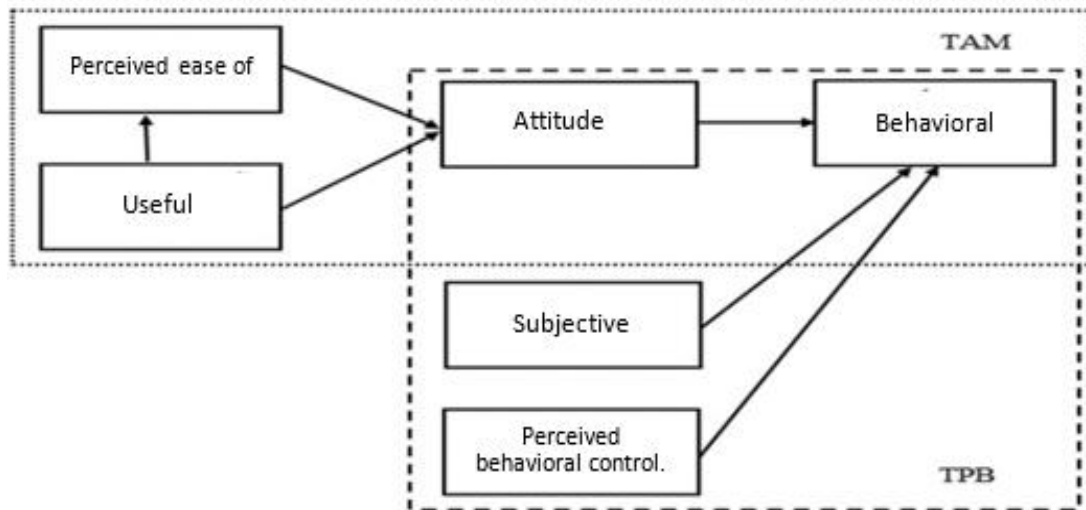 TAM
Perceived ease of
Attitude
Behavioral
Useful
Subjective
Perceived
behavioral control.
TPB